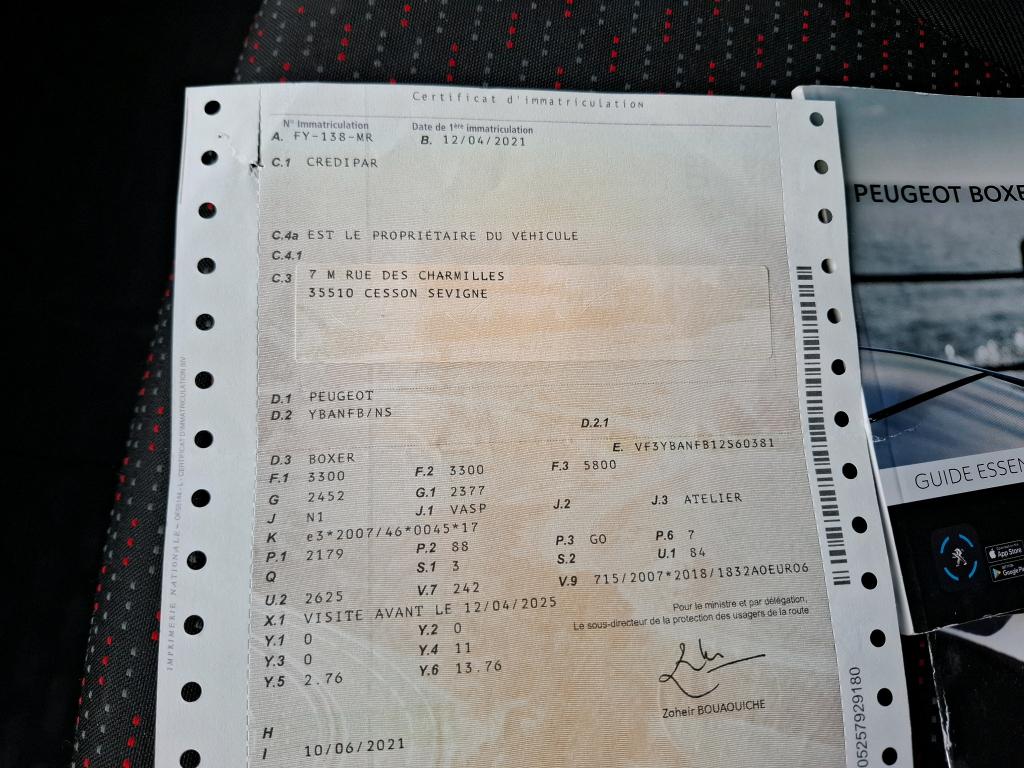 Certificat d'immatriculation
N° Immatriculation Date de 1ère immatriculation
A. FY-138-MR B. 12/04/2021
C.1 CREDIPAR
C.4a EST LE PROPRIÉTAIRE DU VÉHICULE
C.4.1
C.3 7 M RUE DES CHARMILLES
35510 CESSON SEVIGNE
D.1 PEUGEOT
D.2 YBANFB/NS
D.2.1
E. VF3YBANFB12S60381
D.3 BOXER
F.1 3300 F.2 3300 F.3 5800
G 2452 G.1 2377
J N1 J.1 VASP J.2 J.3 ATELIER
K e3*2007/46*0045*17
P.1 2179 P.2 88 P.3 GO P.6 7
Q S.1 3 S.2 U.1 84
U.2 2625 V.7 242 V.9 715/2007*2018/1832AOEURO6
X.1 VISITE AVANT LE 12/04/2025
Y.1 0 Y.2 0
Y.3 0 Y.4 11
Y.5 2.76 Y.6 13.76
Pour le ministre et par délégation,
Le sous-directeur de la protection des usagers de la route
Zoheir BOUAOUICHE
H
I 10/06/2021
05257929180
PEUGEOT BOXE
GUIDE ESSEN
App Store
Google Pla